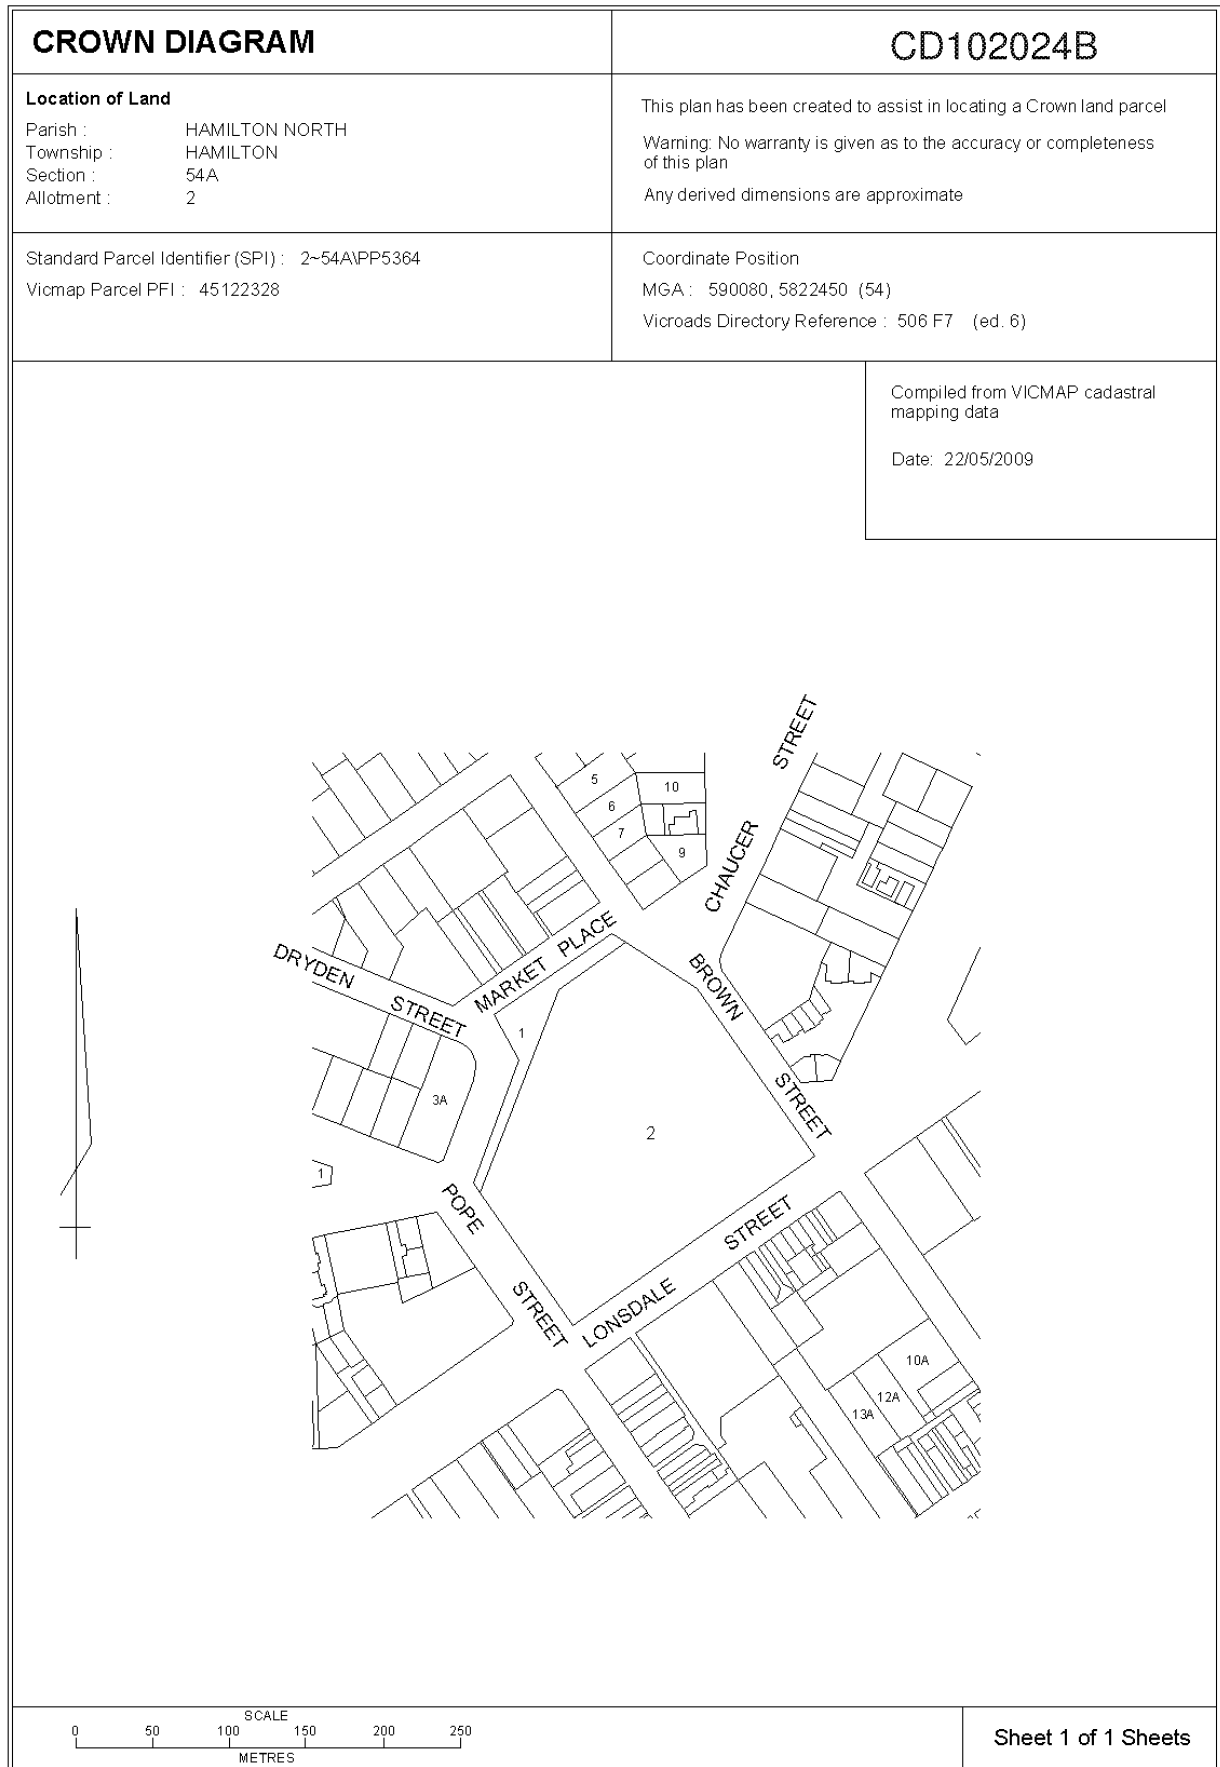 CROWN DIAGRAM
CD102024B
Location of Land
Parish : HAMILTON NORTH
Township : HAMILTON
Section : 54A
Allotment : 2
This plan has been created to assist in locating a Crown land parcel
Warning: No warranty is given as to the accuracy or completeness
of this plan
Any derived dimensions are approximate
Standard Parcel Identifier (SPI) : 2~54A\PP5364
Vicmap Parcel PFI : 45122328
Coordinate Position
MGA : 590080, 5822450 (54)
Vicroads Directory Reference : 506 F7 (ed. 6)
Compiled from VICMAP cadastral
mapping data
Date: 22/05/2009
CHAUCER STREET
5
10
6
7
9
MARKET PLACE
DRYDEN STREET
BROWN STREET
1
3A
2
1
POPE STREET
LONSDALE STREET
10A
12A
13A
SCALE
0 50 100 150 200 250
METRES
Sheet 1 of 1 Sheets